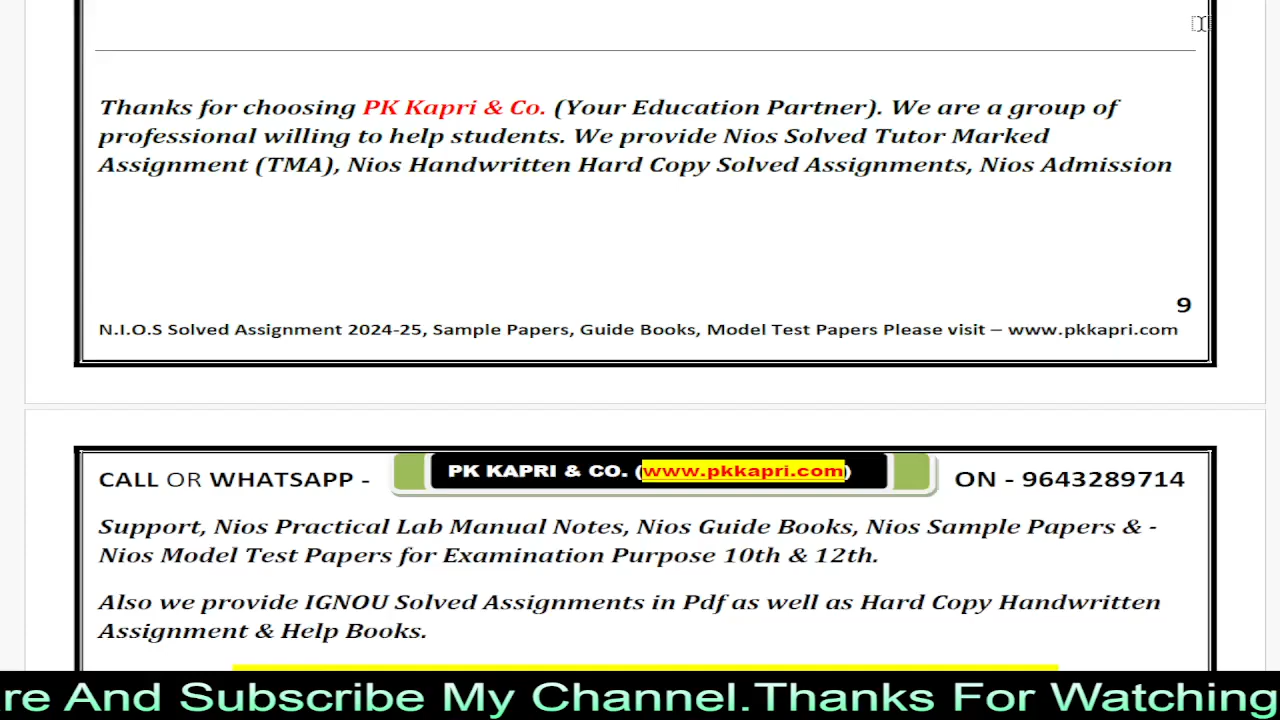 Thanks for choosing PK Kapri & Co. (Your Education Partner). We are a group of
professional willing to help students. We provide Nios Solved Tutor Marked
Assignment (TMA), Nios Handwritten Hard Copy Solved Assignments, Nios Admission
9
N.I.O.S Solved Assignment 2024-25, Sample Papers, Guide Books, Model Test Papers Please visit – www.pkkapri.com
CALL OR WHATSAPP - PK KAPRI & CO. (www.pkkapri.com) ON - 9643289714
Support, Nios Practical Lab Manual Notes, Nios Guide Books, Nios Sample Papers & -
Nios Model Test Papers for Examination Purpose 10th & 12th.
Also we provide IGNOU Solved Assignments in Pdf as well as Hard Copy Handwritten
Assignment & Help Books.
re And Subscribe My Channel.Thanks For Watching